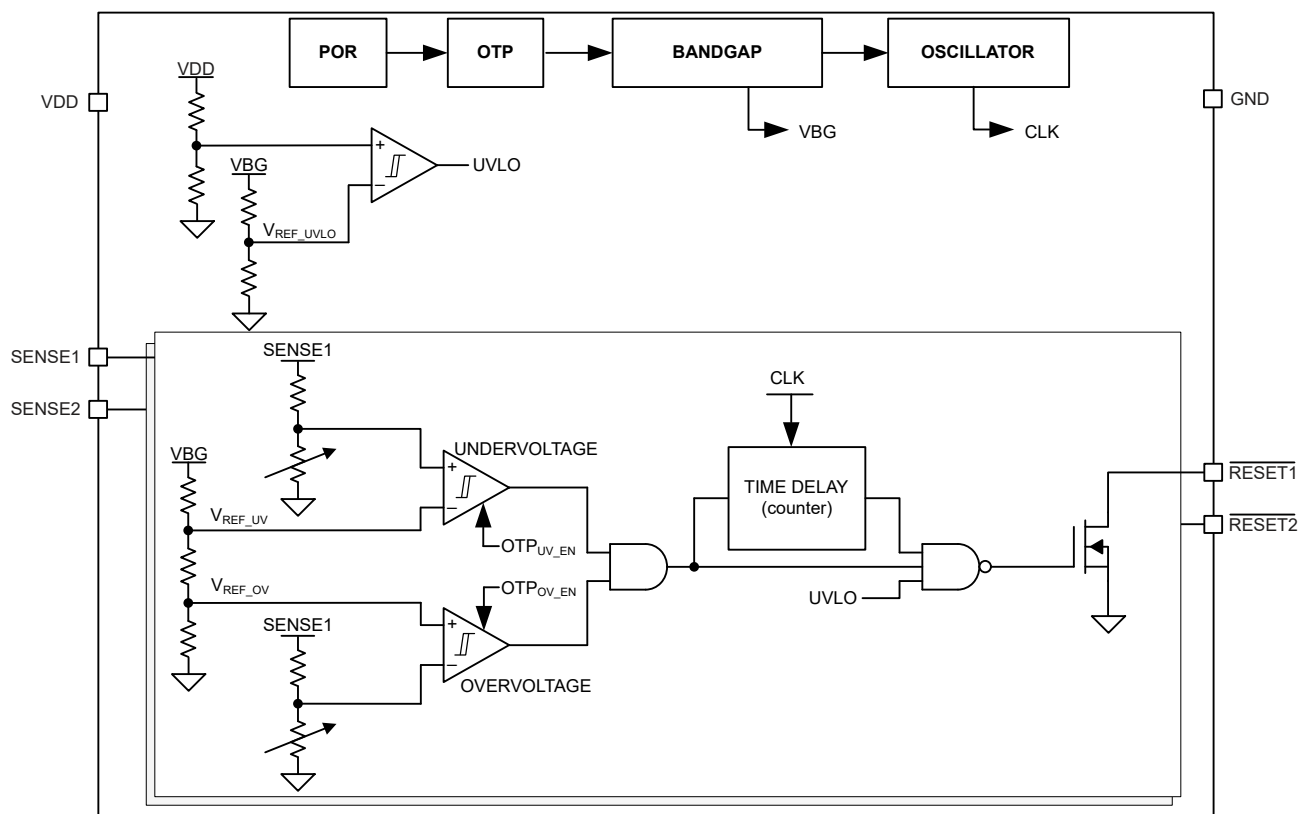 POR
OTP
BANDGAP
OSCILLATOR
VDD
VDD
GND
VBG
CLK
+
−
UVLO
VBG
VREF_UVLO
SENSE1
SENSE2
SENSE1
CLK
UNDERVOLTAGE
VBG
+
−
TIME DELAY
(counter)
RESET1
RESET2
VREF_UV
OTPUV_EN
UVLO
VREF_OV
OTPOV_EN
SENSE1
+
−
OVERVOLTAGE